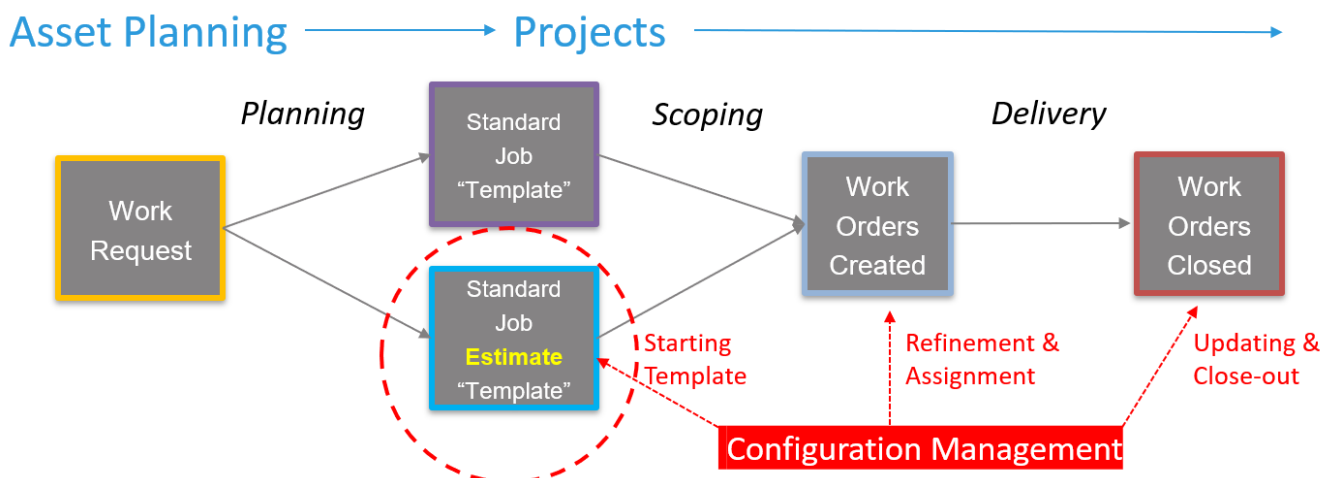 Asset Planning
Projects
Planning
Scoping
Delivery
Work
Request
Standard
Job
“Template”
Standard
Job
Estimate
“Template”
Work
Orders
Created
Work
Orders
Closed
Starting
Template
Refinement &
Assignment
Updating &
Close-out
Configuration Management